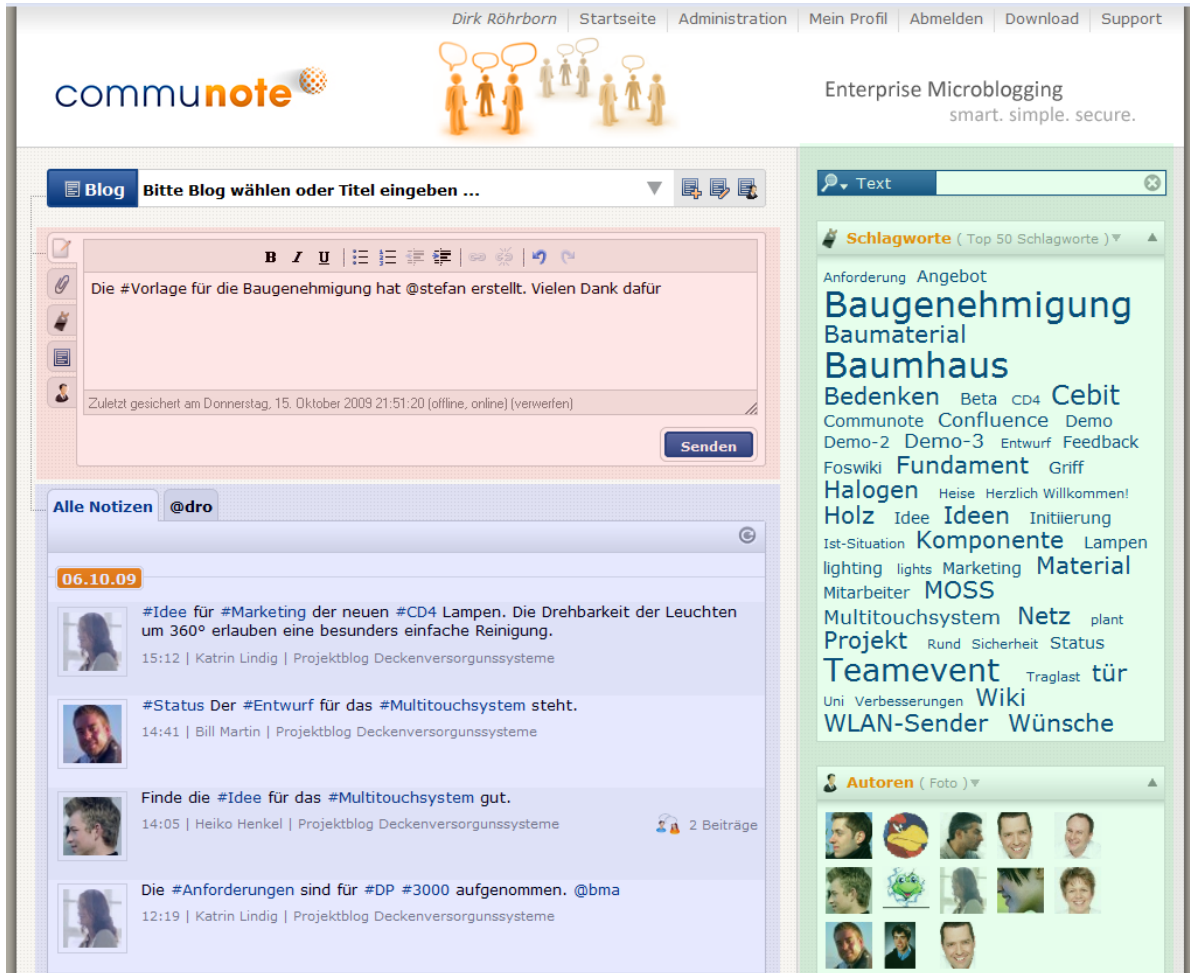 Dirk Röhrborn Startseite Administration Mein Profil Abmelden Download Support
communote
Enterprise Microblogging
smart. simple. secure.
Blog Bitte Blog wählen oder Titel eingeben ...
B I U
Die #Vorlage für die Baugenehmigung hat @stefan erstellt. Vielen Dank dafür
Zuletzt gesichert am Donnerstag, 15. Oktober 2009 21:51:20 (offline, online) (verwerfen)
Senden
Alle Notizen @dro
06.10.09
#Idee für #Marketing der neuen #CD4 Lampen. Die Drehbarkeit der Leuchten
um 360° erlauben eine besonders einfache Reinigung.
15:12 | Katrin Lindig | Projektblog Deckenversorgunssysteme
#Status Der #Entwurf für das #Multitouchsystem steht.
14:41 | Bill Martin | Projektblog Deckenversorgunssysteme
Finde die #Idee für das #Multitouchsystem gut.
14:05 | Heiko Henkel | Projektblog Deckenversorgunssysteme 2 Beiträge
Die #Anforderungen sind für #DP #3000 aufgenommen. @bma
12:19 | Katrin Lindig | Projektblog Deckenversorgunssysteme
Text
Schlagworte ( Top 50 Schlagworte )
Anforderung Angebot
Baugenehmigung
Baumaterial
Baumhaus
Bedenken Beta CD4 Cebit
Communote Confluence Demo
Demo-2 Demo-3 Entwurf Feedback
Foswiki Fundament Griff
Halogen Heise Herzlich Willkommen!
Holz Idee Ideen Initiierung
Ist-Situation Komponente Lampen
lighting lights Marketing Material
Mitarbeiter MOSS
Multitouchsystem Netz plant
Projekt Rund Sicherheit Status
Teamevent Traglast tür
Uni Verbesserungen Wiki
WLAN-Sender Wünsche
Autoren ( Foto )